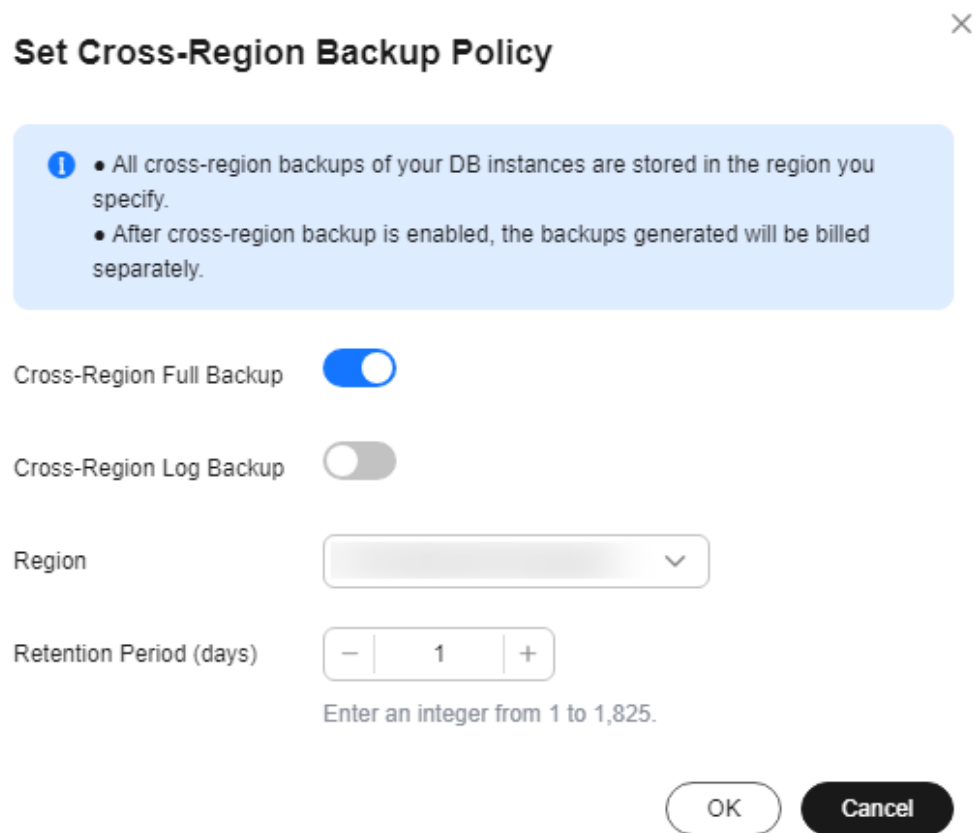 Set Cross-Region Backup Policy
● All cross-region backups of your DB instances are stored in the region you
specify.
● After cross-region backup is enabled, the backups generated will be billed
separately.
Cross-Region Full Backup
Cross-Region Log Backup
Region
Retention Period (days)
1
Enter an integer from 1 to 1,825.
OK
Cancel